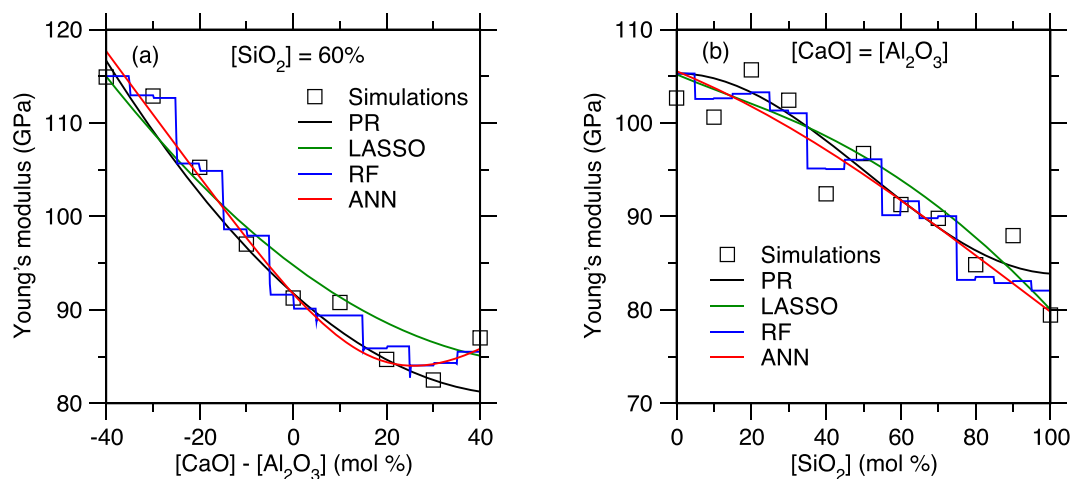 120
110
100
90
80
Young's modulus (GPa)
(a)
[SiO2] = 60%
Simulations
PR
LASSO
RF
ANN
-40 -20 0 20 40
[CaO] - [Al2O3] (mol %)
110
100
90
80
70
Young's modulus (GPa)
(b)
[CaO] = [Al2O3]
Simulations
PR
LASSO
RF
ANN
0 20 40 60 80 100
[SiO2] (mol %)